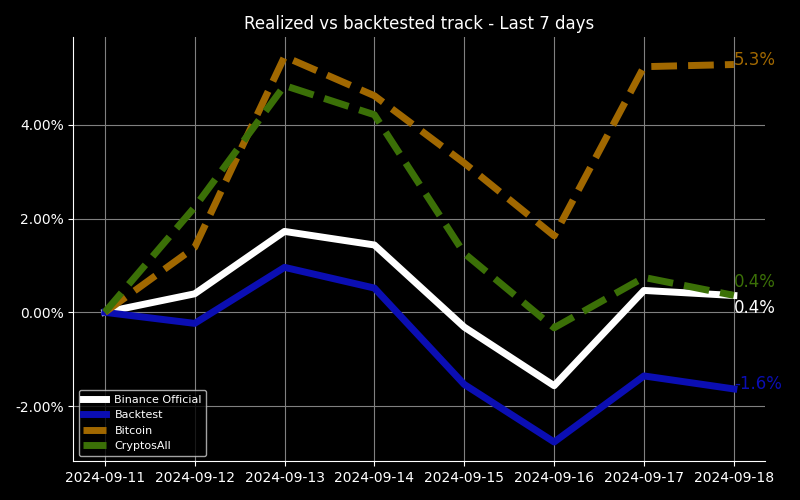 Realized vs backtested track - Last 7 days
5.3%
4.00%
2.00%
0.4%
0.00%
0.4%
-1.6%
-2.00%
Binance Official
Backtest
Bitcoin
CryptosAll
2024-09-11 2024-09-12 2024-09-13 2024-09-14 2024-09-15 2024-09-16 2024-09-17 2024-09-18